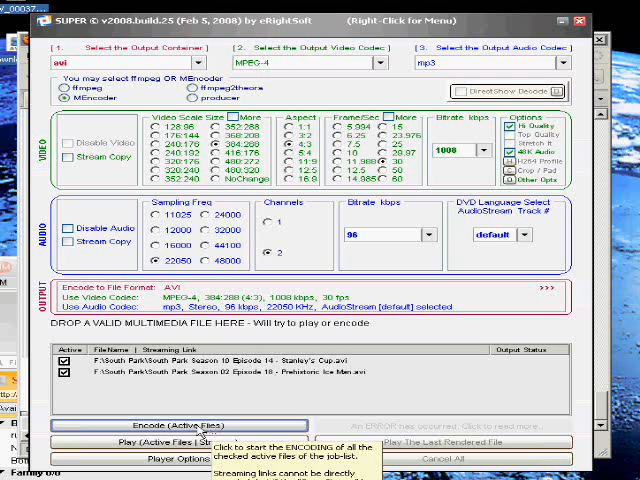 _00037...
SUPER © v2008.build.25 (Feb 5, 2008) by eRightSoft (Right-Click for Menu)
[ 1. Select the Output Container ] [ 2. Select the Output Video Codec ] [ 3. Select the Output Audio Codec ]
avi MPEG-4 mp3
You may select ffmpeg OR MEncoder
ffmpeg ffmpeg2theora
MEncoder producer
DirectShow Decode
VIDEO
Disable Video
Stream Copy
Video Scale Size More
128:96 352:288
176:144 368:208
240:176 384:288
240:192 416:176
320:176 480:272
320:240 480:320
352:240 NoChange
Aspect
1:1
3:2
4:3
5:4
11:9
12:5
16:9
Frame/Sec More
5.994 15
6.25 23.976
7.5 25
10 29.97
11.988 30
12.5 50
14.985 60
Bitrate kbps
1008
Options
Hi Quality
Top Quality
Stretch It
48K Audio
H264 Profile
Crop / Pad
Other Opts
AUDIO
Disable Audio
Stream Copy
Sampling Freq
11025 24000
12000 32000
16000 44100
22050 48000
Channels
1
2
Bitrate kbps
96
DVD Language Select
AudioStream Track #
default
OUTPUT
Encode to File Format: AVI >>>
Use Video Codec: MPEG-4, 384:288 (4:3), 1008 kbps, 30 fps
Use Audio Codec: mp3, Stereo, 96 kbps, 22050 KHz, AudioStream [default] selected
DROP A VALID MULTIMEDIA FILE HERE - Will try to play or encode
Active FileName | Streaming Link Output Status
F:\South Park\South Park Season 10 Episode 14 - Stanley's Cup.avi
F:\South Park\South Park Season 02 Episode 18 - Prehistoric Ice Man.avi
Encode (Active Files) An ERROR has occurred. Click to read more...
Play (Active Files | Play The Last Rendered File
Player Options Cancel All
Click to start the ENCODING of all the
checked active files of the job-list.
Streaming links cannot be directly